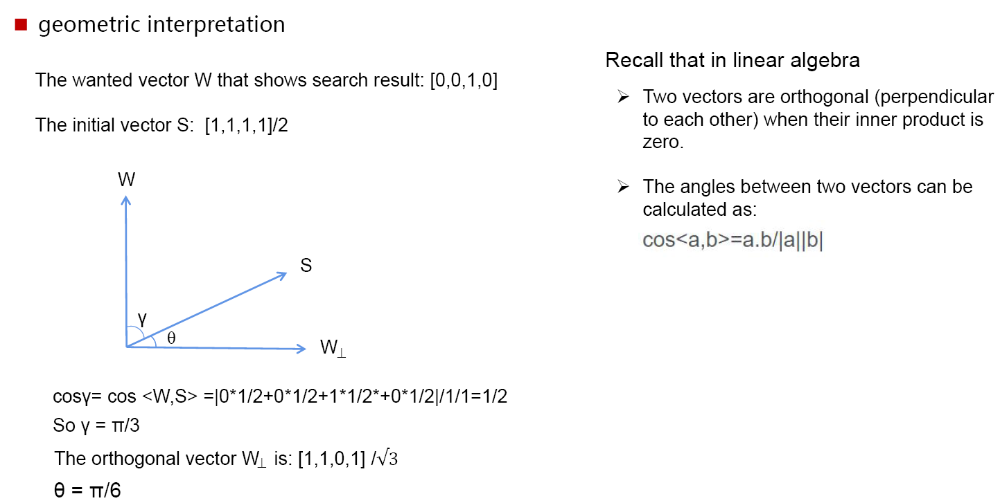 geometric interpretation
The wanted vector W that shows search result: [0,0,1,0]
The initial vector S: [1,1,1,1]/2
W
S
γ
θ
W⊥
cosγ= cos <W,S> =|0*1/2+0*1/2+1*1/2*+0*1/2|/1/1=1/2
So γ = π/3
The orthogonal vector W⊥ is: [1,1,0,1] /√3
θ = π/6
Recall that in linear algebra
Two vectors are orthogonal (perpendicular
to each other) when their inner product is
zero.
The angles between two vectors can be
calculated as:
cos<a,b>=a.b/|a||b|